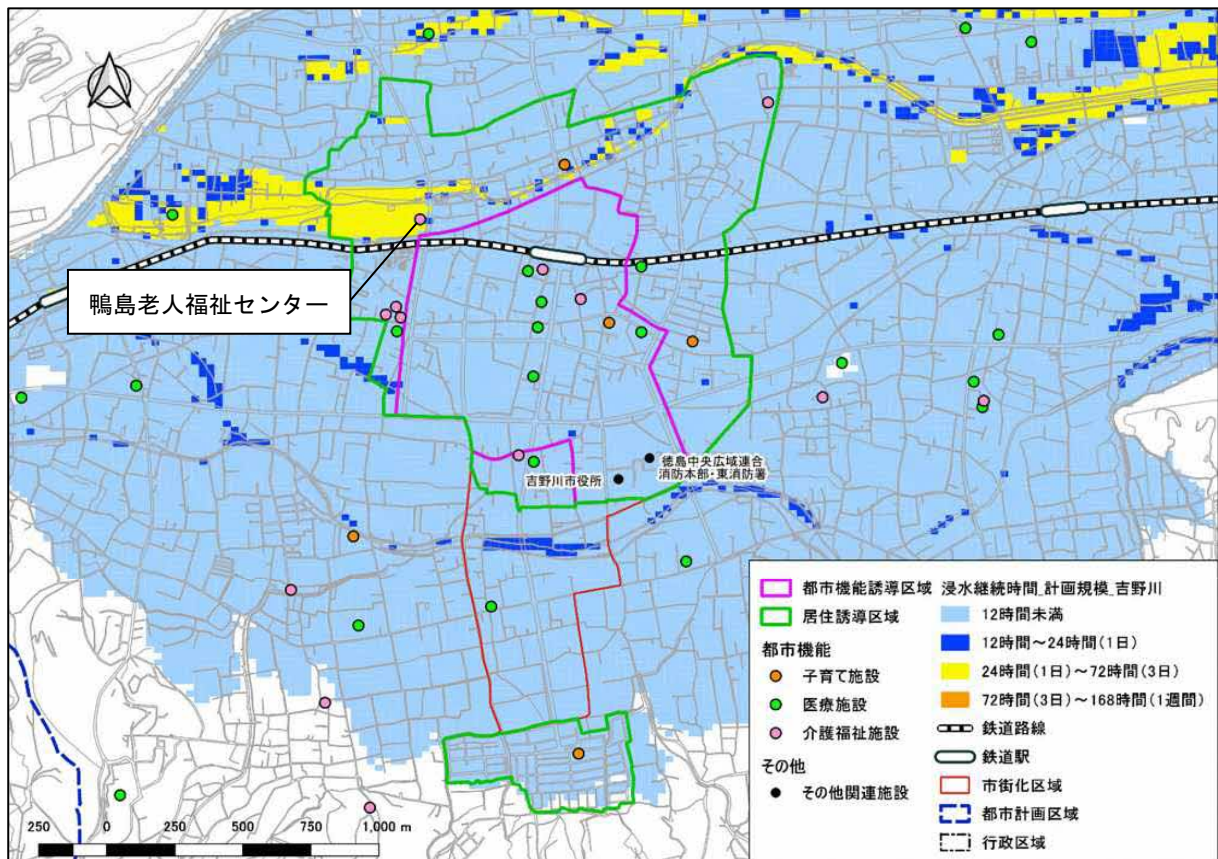 鴨島老人福祉センター
徳島中央広域連合
消防本部・東消防署
吉野川市役所
都市機能誘導区域
居住誘導区域
都市機能
子育て施設
医療施設
介護福祉施設
その他
その他関連施設
浸水継続時間_計画規模_吉野川
12時間未満
12時間～24時間(1日)
24時間(1日)～72時間(3日)
72時間(3日)～168時間(1週間)
鉄道路線
鉄道駅
市街化区域
都市計画区域
行政区域
250 0 250 500 750 1,000 m